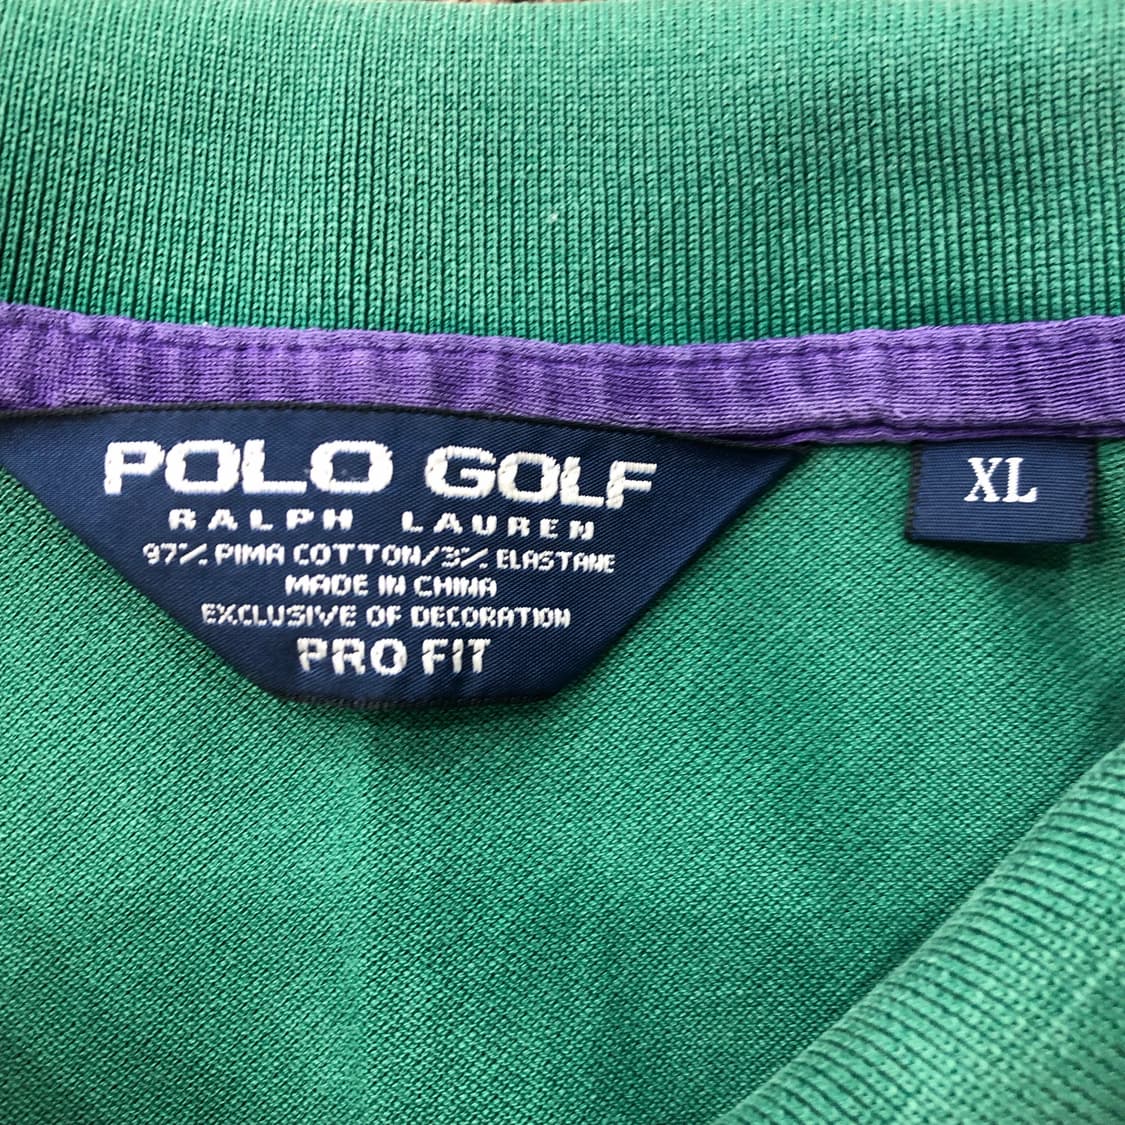 POLO GOLF
RALPH LAUREN
97% PIMA COTTON/3% ELASTANE
MADE IN CHINA
EXCLUSIVE OF DECORATION
PRO FIT
XL